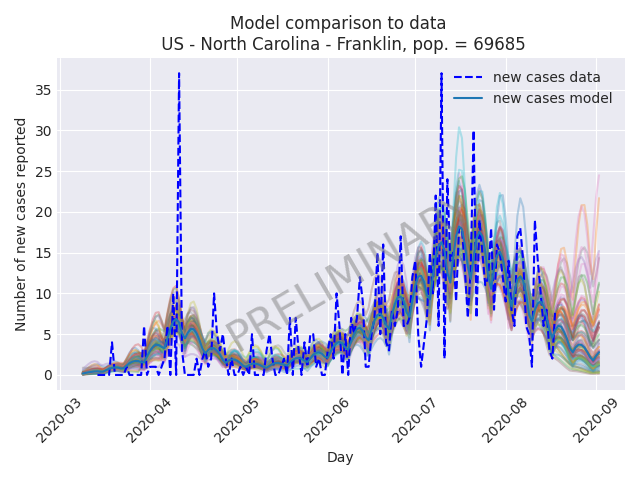 Model comparison to data
US - North Carolina - Franklin, pop. = 69685
new cases data
new cases model
Number of new cases reported
35
30
25
20
15
10
5
0
PRELIMINARY
2020-03
2020-04
2020-05
2020-06
2020-07
2020-08
2020-09
Day